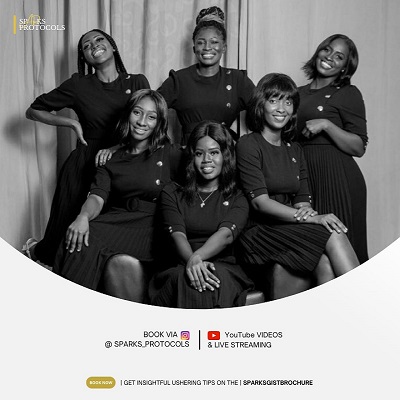 SPARKS
PROTOCOLS
BOOK VIA
@ SPARKS_PROTOCOLS
YouTube VIDEOS
& LIVE STREAMING
BOOK NOW
| GET INSIGHTFUL USHERING TIPS ON THE | SPARKSGISTBROCHURE